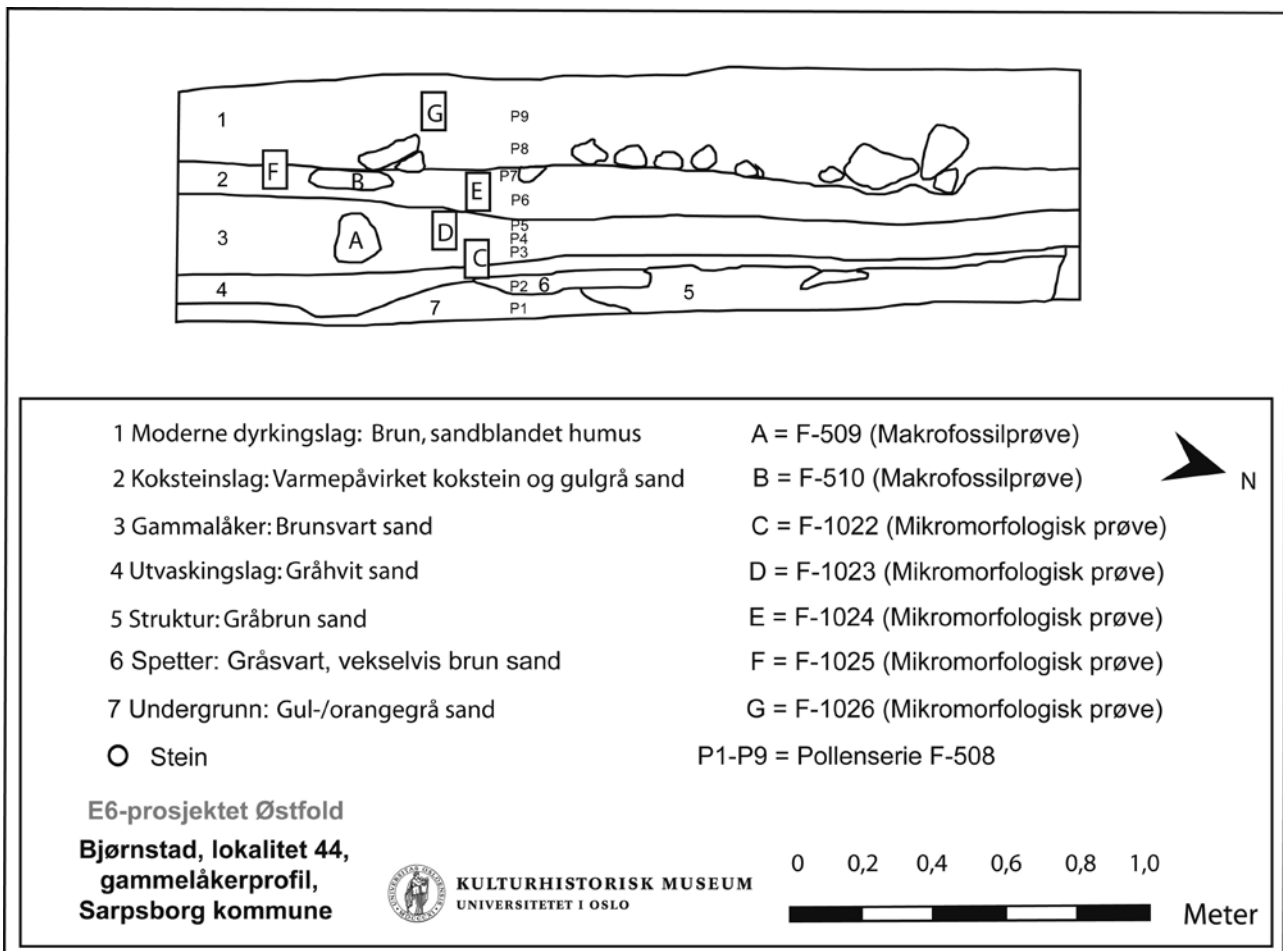 1
G
P9
P8
F
2
B
P7
E
P6
3
A
D
P5
P4
P3
C
4
P2
6
5
7
P1
1 Moderne dyrkingslag: Brun, sandblandet humus
2 Koksteinslag: Varmepåvirket kokstein og gulgrå sand
3 Gammalåker: Brunsvart sand
4 Utvaskingslag: Gråhvit sand
5 Struktur: Gråbrun sand
6 Spetter: Gråsvart, vekselvis brun sand
7 Undergrunn: Gul-/orangegrå sand
Stein
A = F-509 (Makrofossilprøve)
B = F-510 (Makrofossilprøve)
C = F-1022 (Mikromorfologisk prøve)
D = F-1023 (Mikromorfologisk prøve)
E = F-1024 (Mikromorfologisk prøve)
F = F-1025 (Mikromorfologisk prøve)
G = F-1026 (Mikromorfologisk prøve)
P1-P9 = Pollenserie F-508
N
E6-prosjektet Østfold
Bjørnstad, lokalitet 44,
gammelåkerprofil,
Sarpsborg kommune
KULTURHISTORISK MUSEUM
UNIVERSITETET I OSLO
0 0,2 0,4 0,6 0,8 1,0
Meter